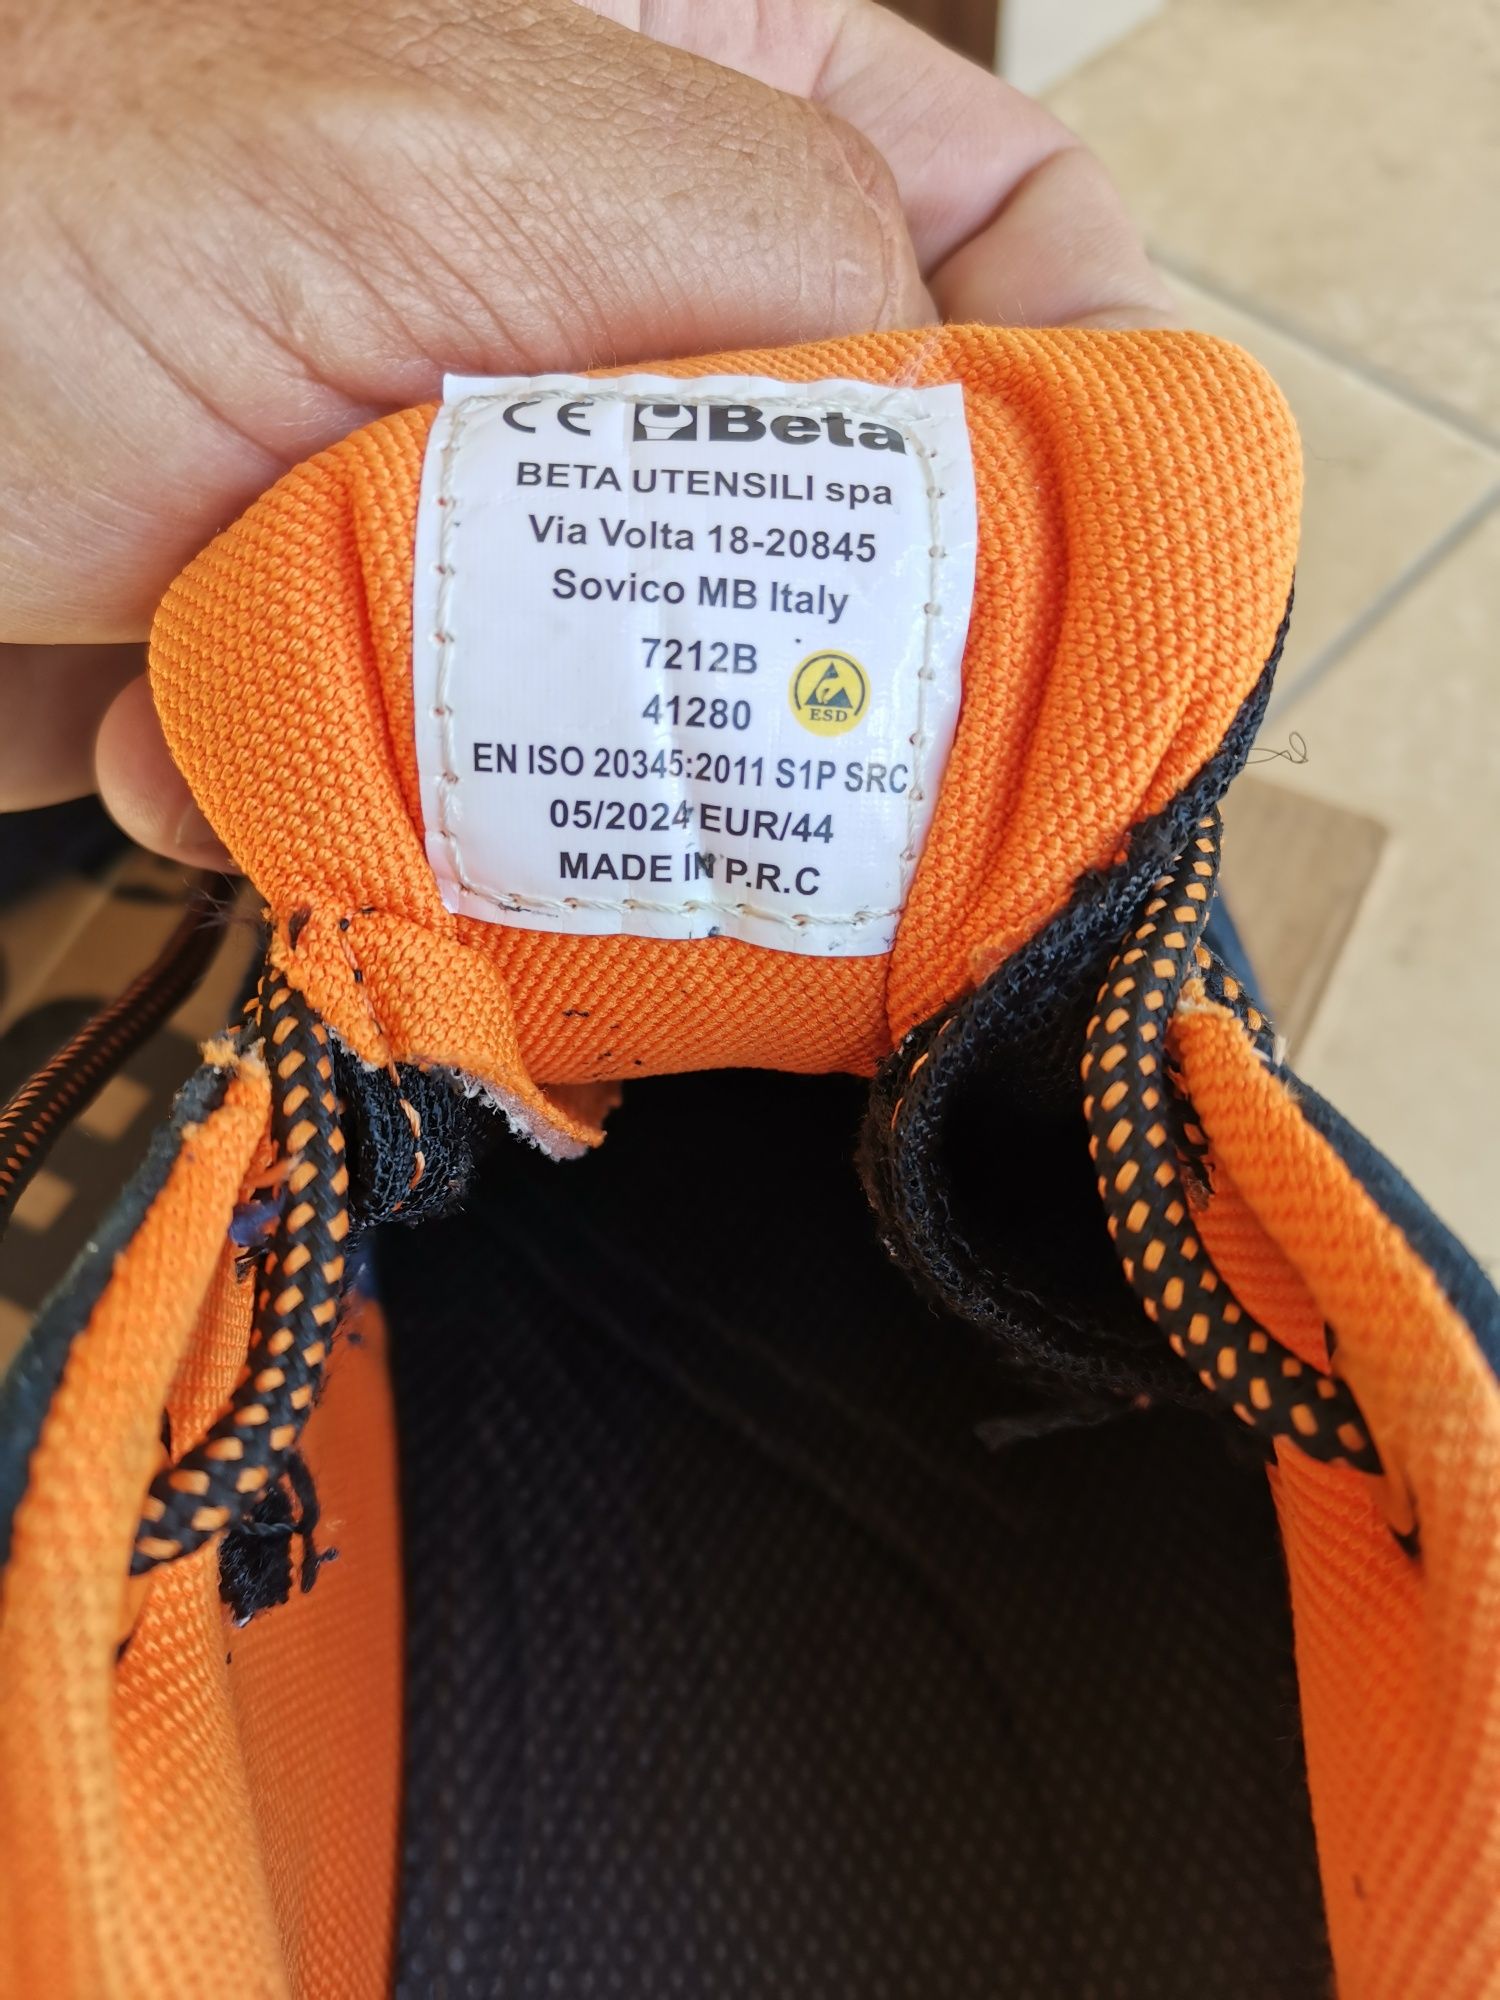 CE Beta
BETA UTENSILI spa
Via Volta 18-20845
Sovico MB Italy
7212B
41280
ESD
EN ISO 20345:2011 S1P SRC
05/2024 EUR/44
MADE IN P.R.C